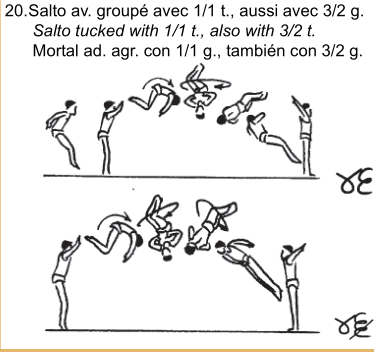 20.Salto av. groupé avec 1/1 t., aussi avec 3/2 g.
Salto tucked with 1/1 t., also with 3/2 t.
Mortal ad. agr. con 1/1 g., también con 3/2 g.